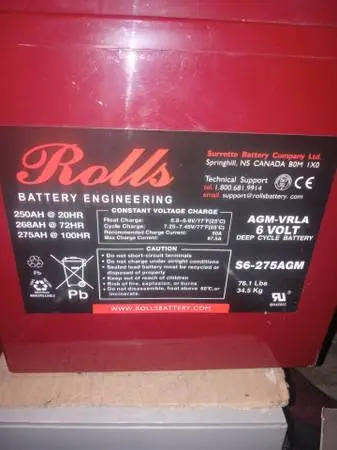 Surrette Battery Company Ltd.
Springhill, NS CANADA B0M 1X0
Rolls
BATTERY ENGINEERING
Technical Support
tel. 1.800.681.9914
email. support@rollsbattery.com
CE
250AH @ 20HR
268AH @ 72HR
275AH @ 100HR
CONSTANT VOLTAGE CHARGE
Float Charge:
Cycle Charge:
Recommended Current Charge:
Max Charge Current:
AGM-VRLA
6 VOLT
DEEP CYCLE BATTERY
CAUTION
• Do not short-circuit terminals
• Do not charge under airtight conditions
• Sealed lead battery must be recycled or
disposed of properly
• Keep out of reach of children
• Risk of fire, explosion, or burns
• Do not disassemble, heat above 60°C, or
incinerate.
Pb
Pb
S6-275AGM
76.1 Lbs
34.5 Kg
WWW.ROLLSBATTERY.COM